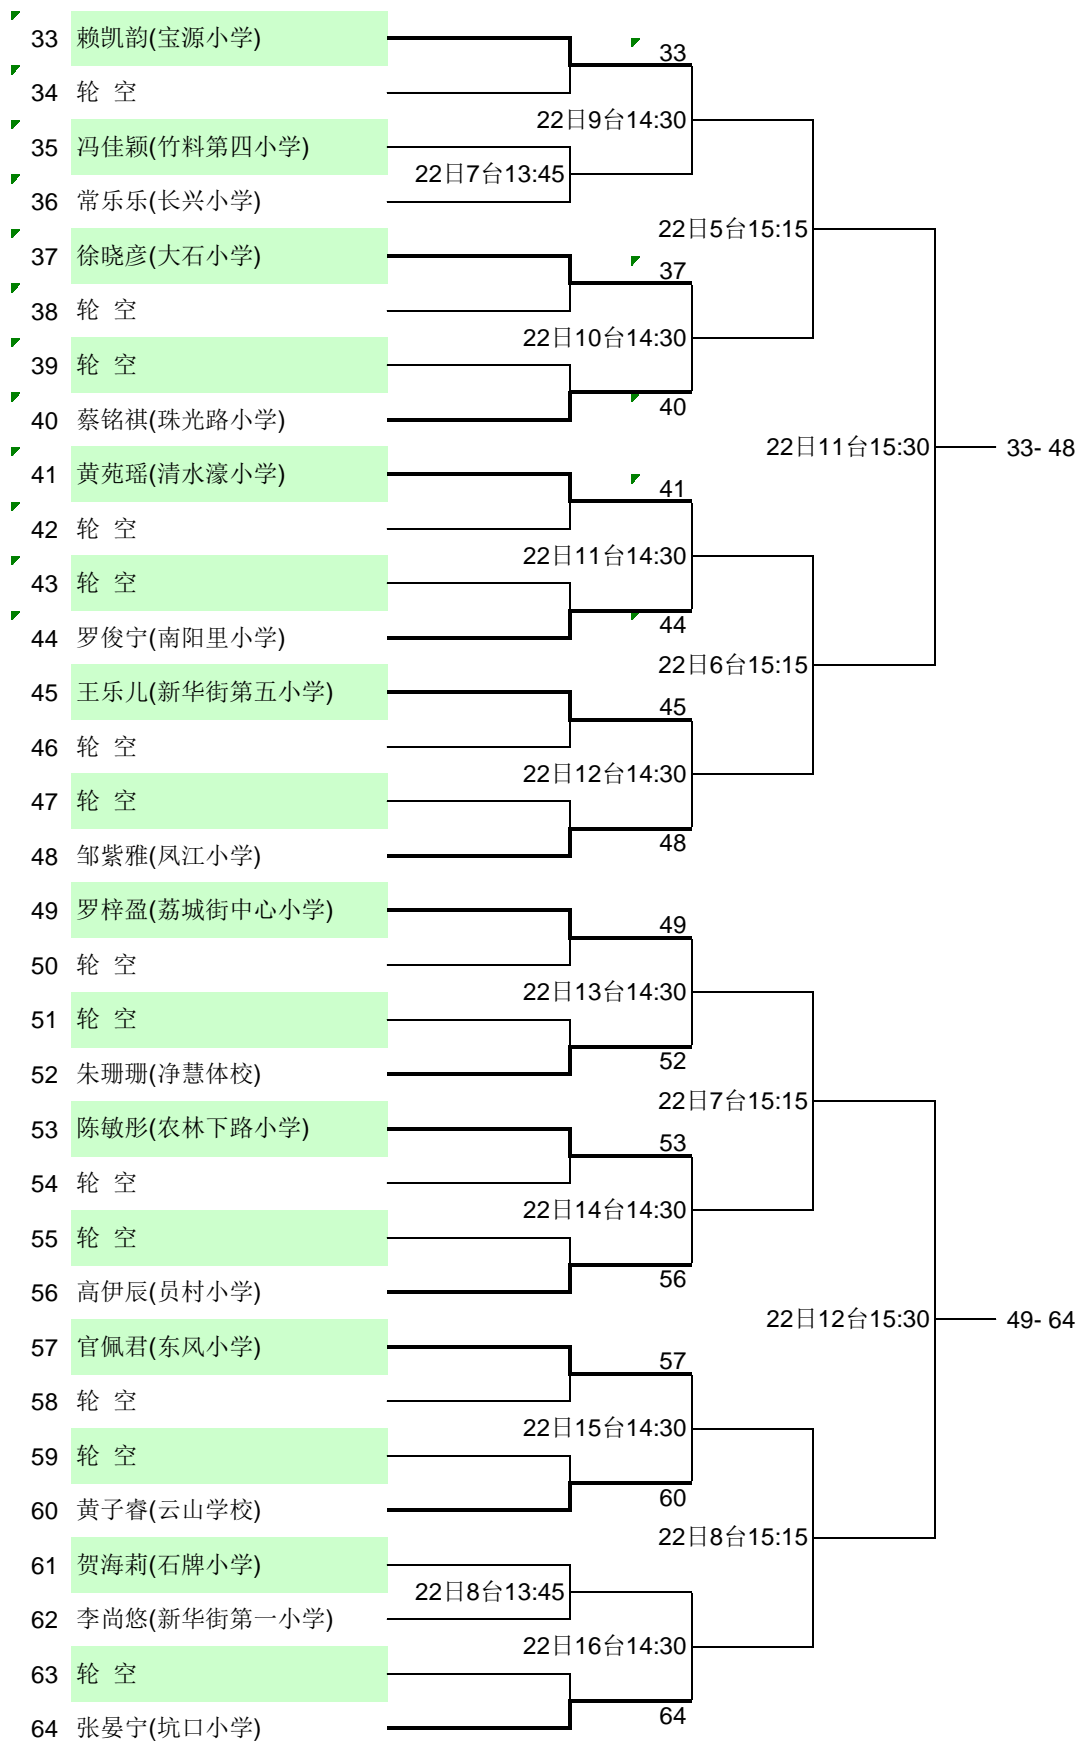 33 赖凯韵(宝源小学)
33
34 轮 空
22日9台14:30
35 冯佳颖(竹料第四小学)
22日7台13:45
36 常乐乐(长兴小学)
22日5台15:15
37 徐晓彦(大石小学)
37
38 轮 空
22日10台14:30
39 轮 空
40
40 蔡铭祺(珠光路小学)
22日11台15:30 33- 48
41 黄苑瑶(清水濠小学)
41
42 轮 空
22日11台14:30
43 轮 空
44
44 罗俊宁(南阳里小学)
22日6台15:15
45 王乐儿(新华街第五小学)
45
46 轮 空
22日12台14:30
47 轮 空
48
48 邹紫雅(凤江小学)
49 罗梓盈(荔城街中心小学)
49
50 轮 空
22日13台14:30
51 轮 空
52
52 朱珊珊(净慧体校)
22日7台15:15
53 陈敏彤(农林下路小学)
53
54 轮 空
22日14台14:30
55 轮 空
56
56 高伊辰(员村小学)
22日12台15:30 49- 64
57 官佩君(东风小学)
57
58 轮 空
22日15台14:30
59 轮 空
60
60 黄子睿(云山学校)
22日8台15:15
61 贺海莉(石牌小学)
22日8台13:45
62 李尚悠(新华街第一小学)
22日16台14:30
63 轮 空
64
64 张晏宁(坑口小学)